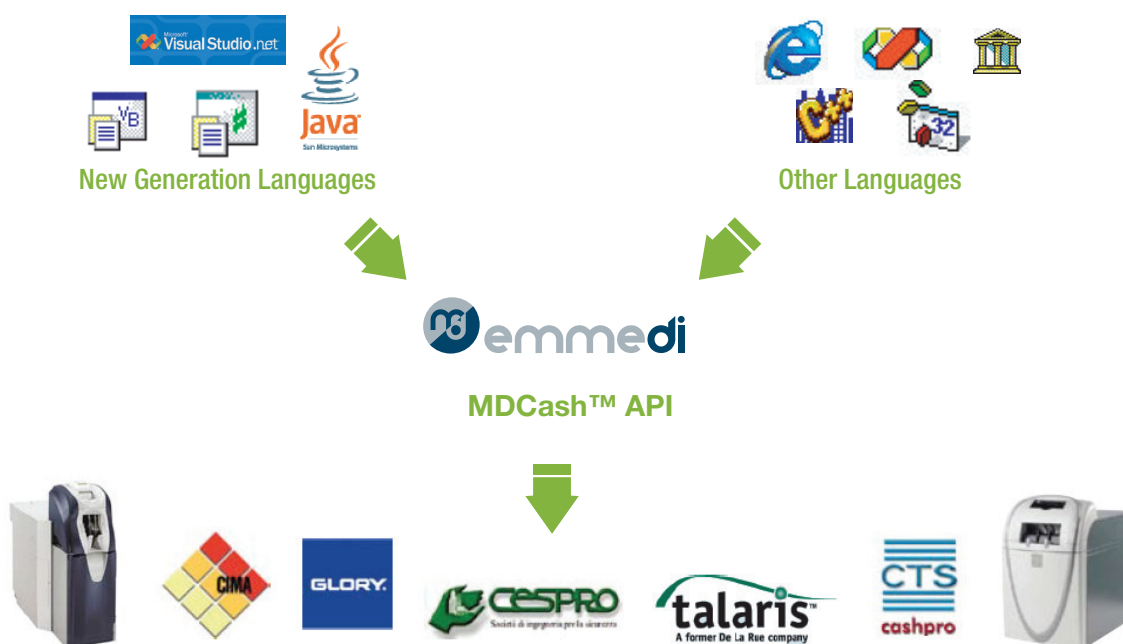 Microsoft
Visual Studio.net
VB
Java
Sun Microsystems
C++
32
New Generation Languages
Other Languages
emmedi
MDCash™ API
CIMA
GLORY.
CESPRO
Società di ingegneria per la sicurezza
talaris™
A former De La Rue company
CTS
cashpro